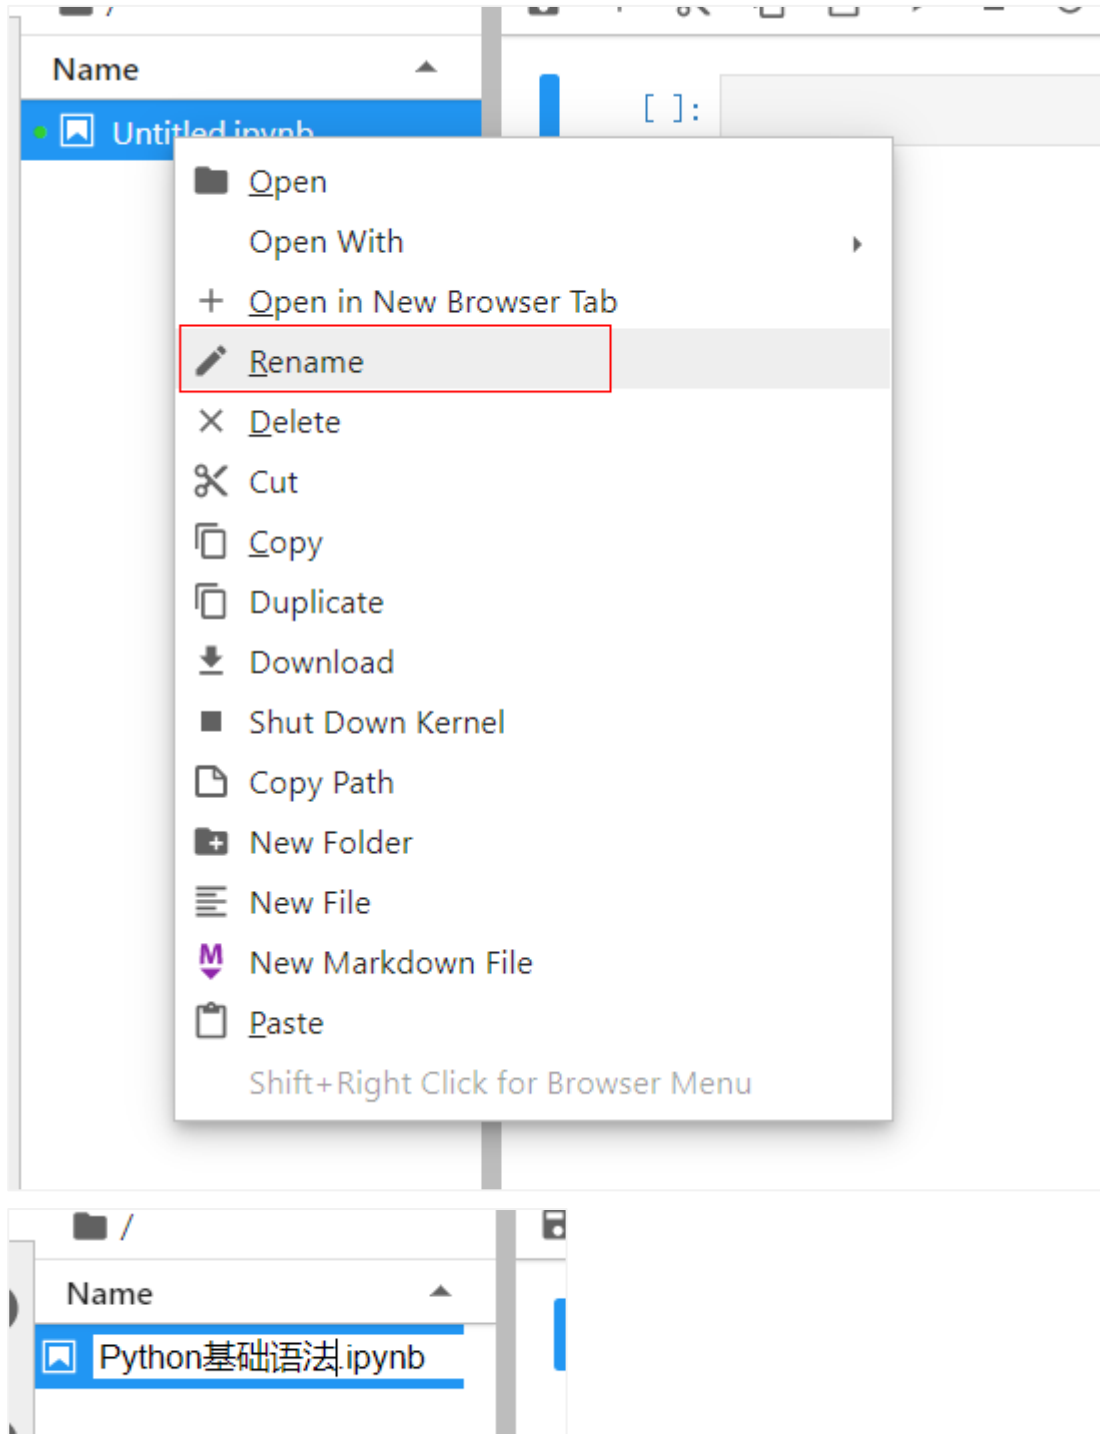 /
Name
Untitled.ipynb
[ ]:
Open
Open With
Open in New Browser Tab
Rename
Delete
Cut
Copy
Duplicate
Download
Shut Down Kernel
Copy Path
New Folder
New File
New Markdown File
Paste
Shift+Right Click for Browser Menu
/
Name
Python基础语法.ipynb